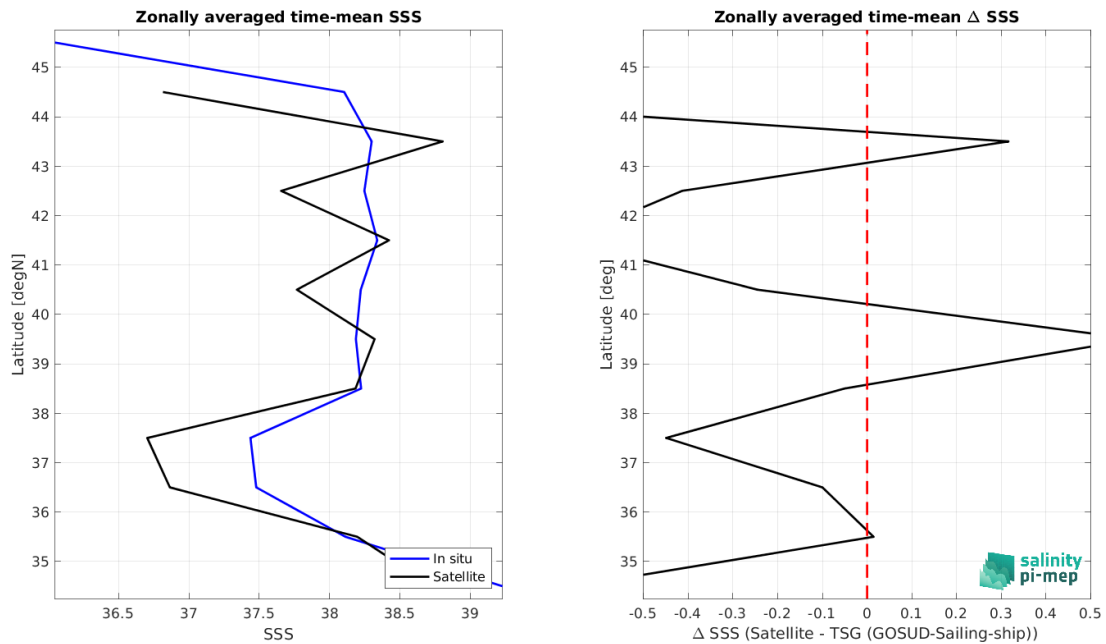 Zonally averaged time-mean SSS
45
44
43
42
41
40
39
38
37
36
35
Latitude [degN]
36.5 37 37.5 38 38.5 39
SSS
In situ
Satellite
Zonally averaged time-mean Δ SSS
45
44
43
42
41
40
39
38
37
36
35
Latitude [deg]
-0.5 -0.4 -0.3 -0.2 -0.1 0 0.1 0.2 0.3 0.4 0.5
Δ SSS (Satellite - TSG (GOSUD-Sailing-ship))
salinity
pi-mep